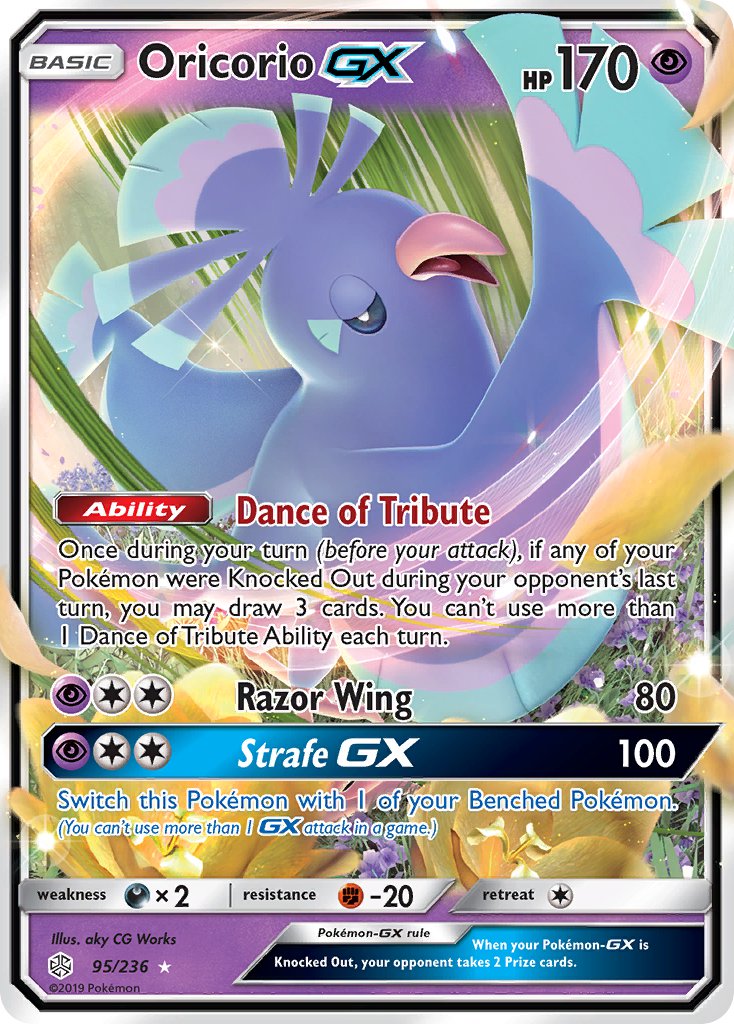 BASIC Oricorio GX HP 170
Ability Dance of Tribute
Once during your turn (before your attack), if any of your
Pokémon were Knocked Out during your opponent's last
turn, you may draw 3 cards. You can't use more than
1 Dance of Tribute Ability each turn.
Razor Wing 80
Strafe GX 100
Switch this Pokémon with 1 of your Benched Pokémon.
(You can't use more than 1 GX attack in a game.)
weakness ×2 resistance -20 retreat
Illus. aky CG Works
95/236
©2019 Pokémon
Pokémon-GX rule
When your Pokémon-GX is
Knocked Out, your opponent takes 2 Prize cards.